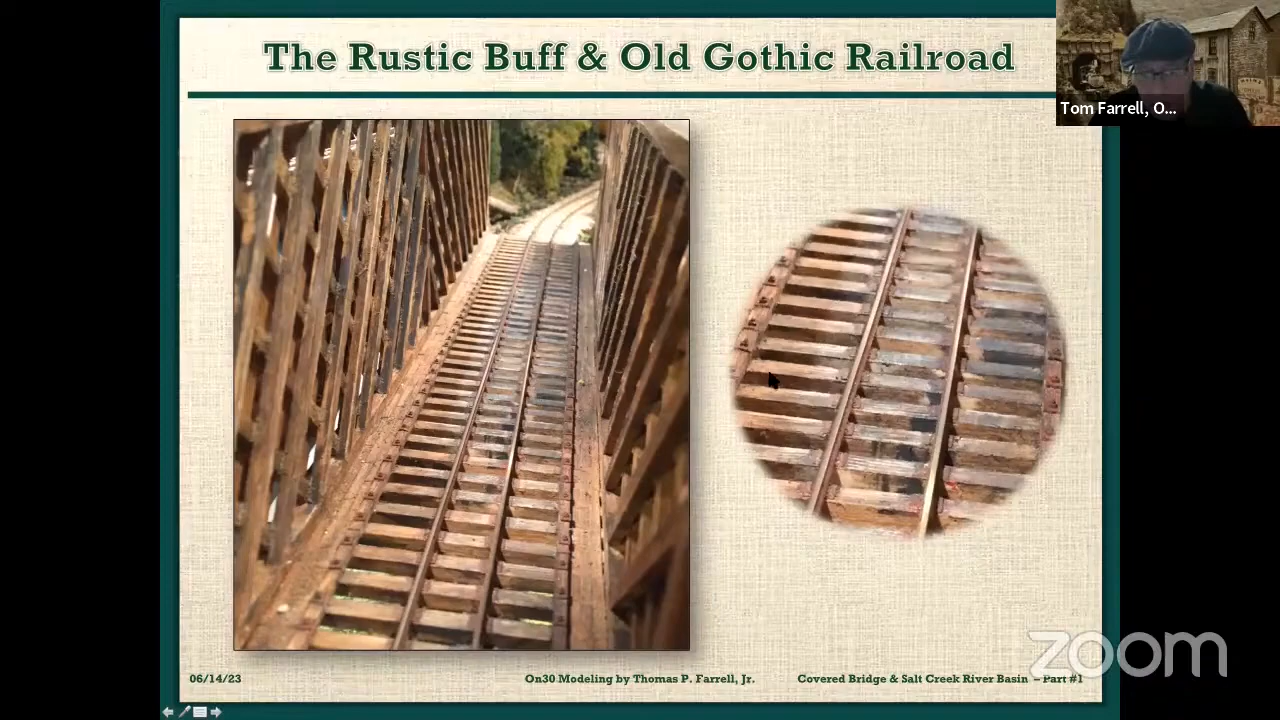 The Rustic Buff & Old Gothic Railroad
Tom Farrell, O...
zoom
06/14/23
On30 Modeling by Thomas P. Farrell, Jr.
Covered Bridge & Salt Creek River Basin – Part #1